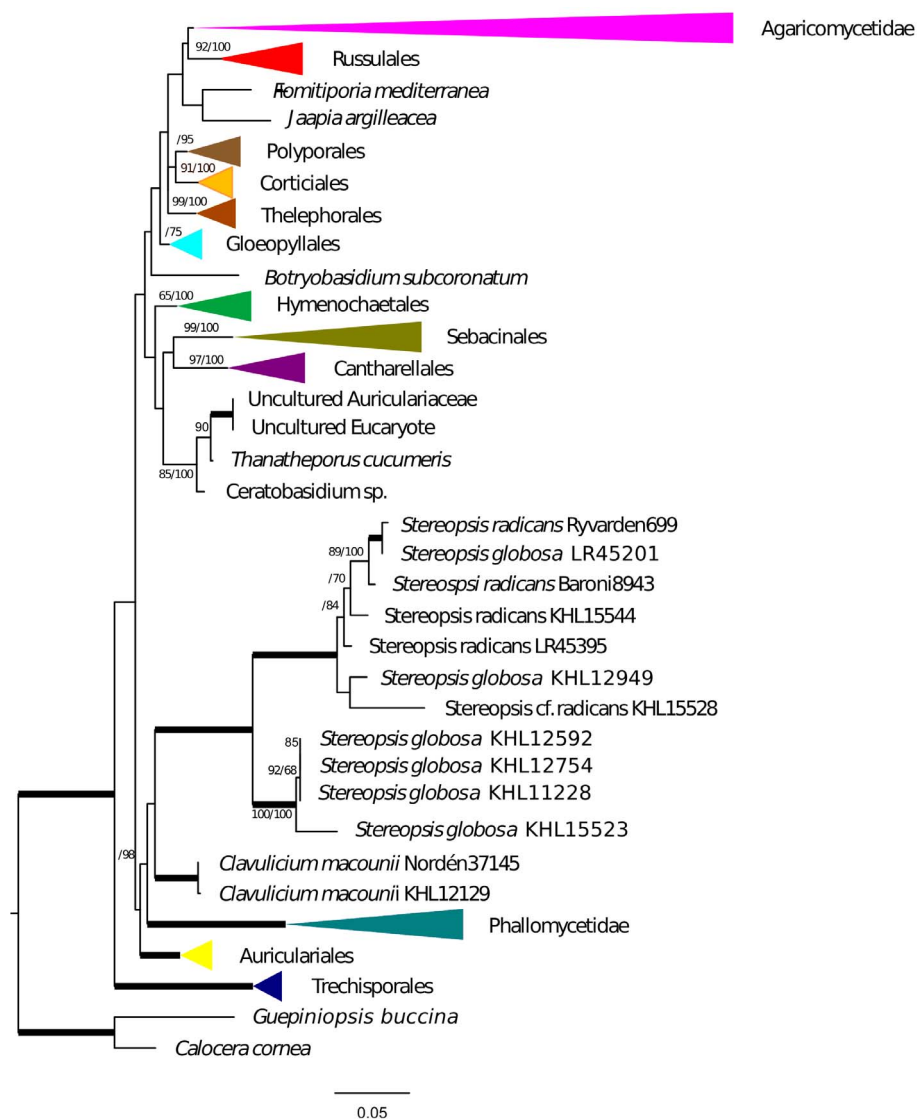 Agaricomycetidae
92/100
Russulales
Fomitiporia mediterranea
Jaapia argilleacea
/95
Polyporales
91/100
Corticiales
99/100
Thelephorales
/75
Gloeopyllales
Botryobasidium subcoronatum
65/100
Hymenochaetales
99/100
Sebacinales
97/100
Cantharellales
Uncultured Auriculariaceae
90
Uncultured Eucaryote
Thanatheporus cucumeris
85/100
Ceratobasidium sp.
Stereopsis radicans Ryvarden699
89/100
Stereopsis globosa LR45201
/70
Stereospsi radicans Baroni8943
/84
Stereopsis radicans KHL15544
Stereopsis radicans LR45395
Stereopsis globosa KHL12949
Stereopsis cf. radicans KHL15528
85
Stereopsis globosa KHL12592
92/68
Stereopsis globosa KHL12754
Stereopsis globosa KHL11228
100/100
Stereopsis globosa KHL15523
/98
Clavulicium macounii Nordén37145
Clavulicium macounii KHL12129
Phallomycetidae
Auriculariales
Trechisporales
Guepiniopsis buccina
Calocera cornea
0.05